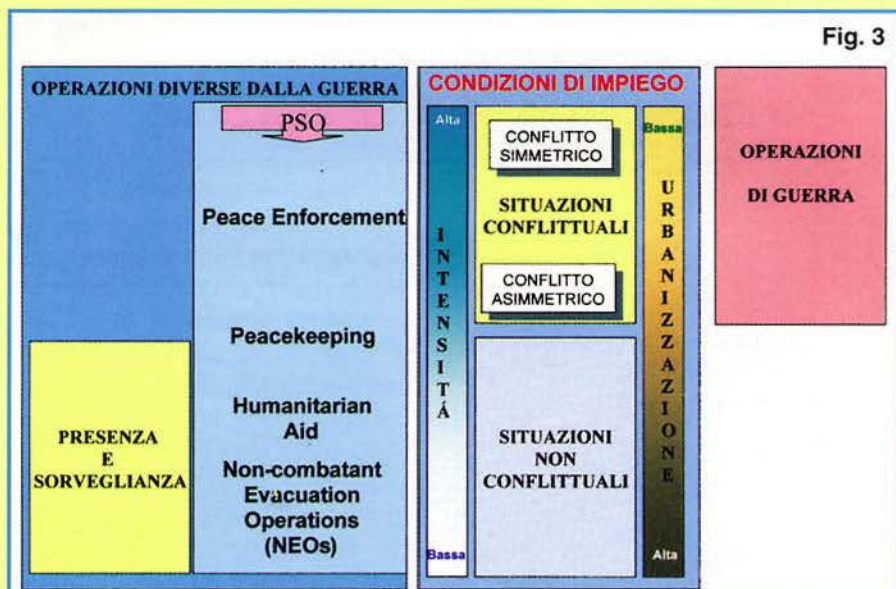 Fig. 3
OPERAZIONI DIVERSE DALLA GUERRA
PSO
Peace Enforcement
Peacekeeping
Humanitarian
Aid
Non-combatant
Evacuation
Operations
(NEOs)
PRESENZA
E
SORVEGLIANZA
CONDIZIONI DI IMPIEGO
Alta
INTENSITÁ
Bassa
CONFLITTO
SIMMETRICO
SITUAZIONI
CONFLITTUALI
CONFLITTO
ASIMMETRICO
SITUAZIONI
NON
CONFLITTUALI
Bassa
URBANIZZAZIONE
Alta
OPERAZIONI
DI GUERRA